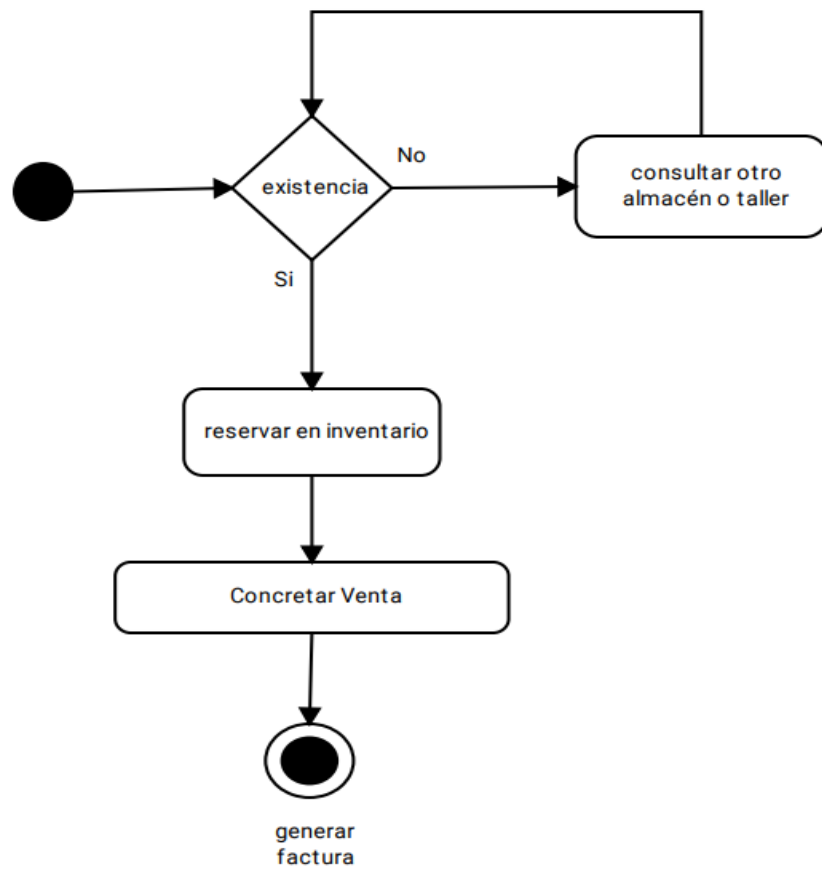 existencia
No
consultar otro
almacén o taller
Si
reservar en inventario
Concretar Venta
generar
factura